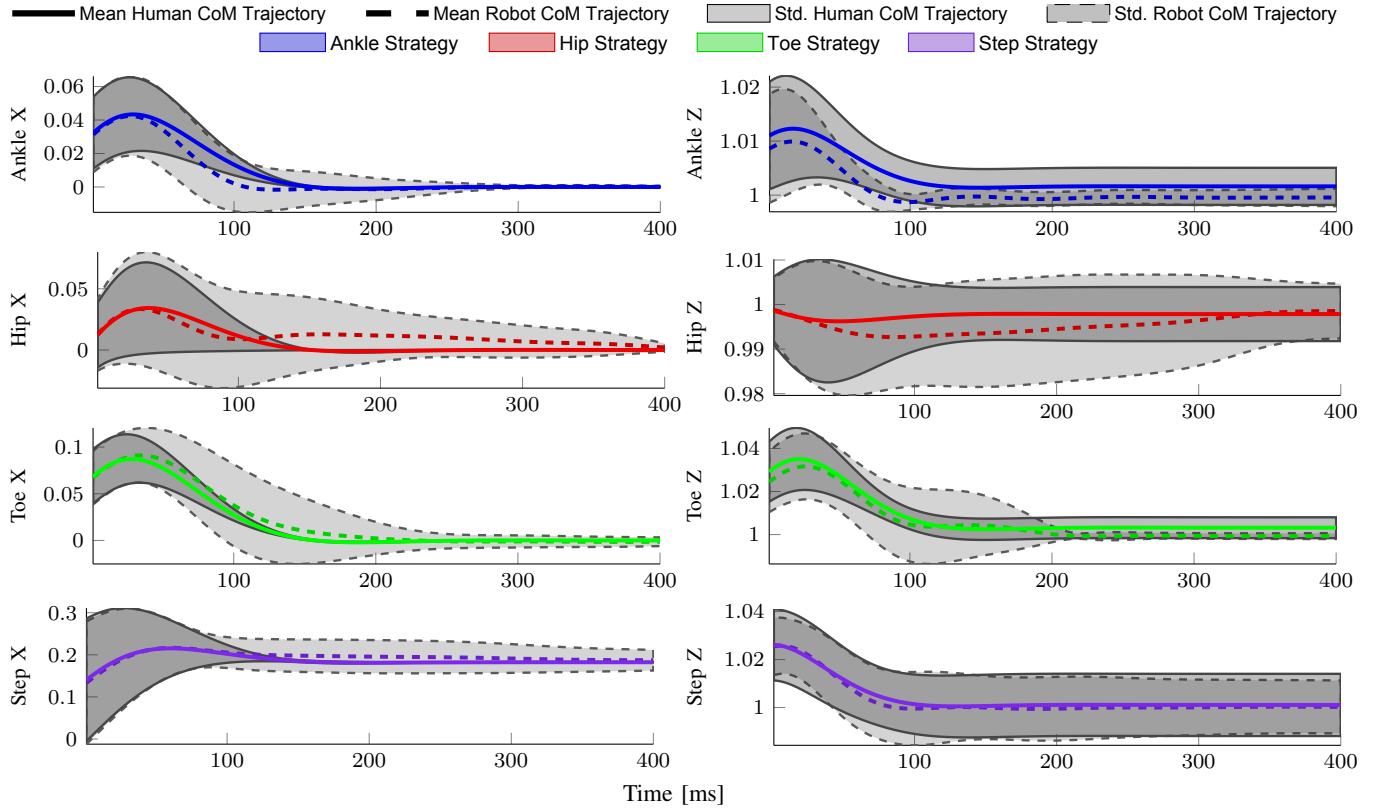 Mean Human CoM Trajectory Mean Robot CoM Trajectory Std. Human CoM Trajectory Std. Robot CoM Trajectory
Ankle Strategy Hip Strategy Toe Strategy Step Strategy
Ankle X
0.06
0.04
0.02
0
100 200 300 400
Ankle Z
1.02
1.01
1
100 200 300 400
Hip X
0.05
0
100 200 300 400
Hip Z
1.01
1
0.99
0.98
100 200 300 400
Toe X
0.1
0.05
0
100 200 300 400
Toe Z
1.04
1.02
1
100 200 300 400
Step X
0.3
0.2
0.1
0
100 200 300 400
Step Z
1.04
1.02
1
100 200 300 400
Time [ms]